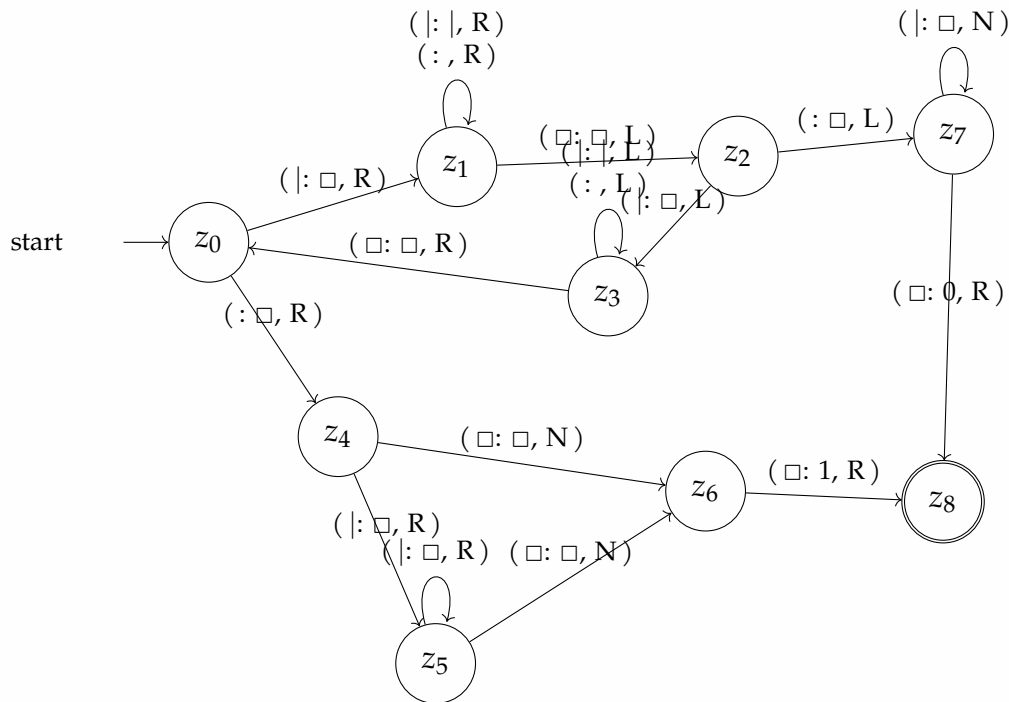 ( |: |, R )
( : , R )
( |: □, N )
( : □, L )
z7
z2
( □: □, L )
( |: |, L )
( : , L )
z1
( |: □, R )
( |: □, L )
start
z0
( □: □, R )
z3
( □: 0, R )
( : □, R )
z4
( □: □, N )
z6
( □: 1, R )
z8
( |: □, R )
( |: □, R )
( □: □, N )
z5